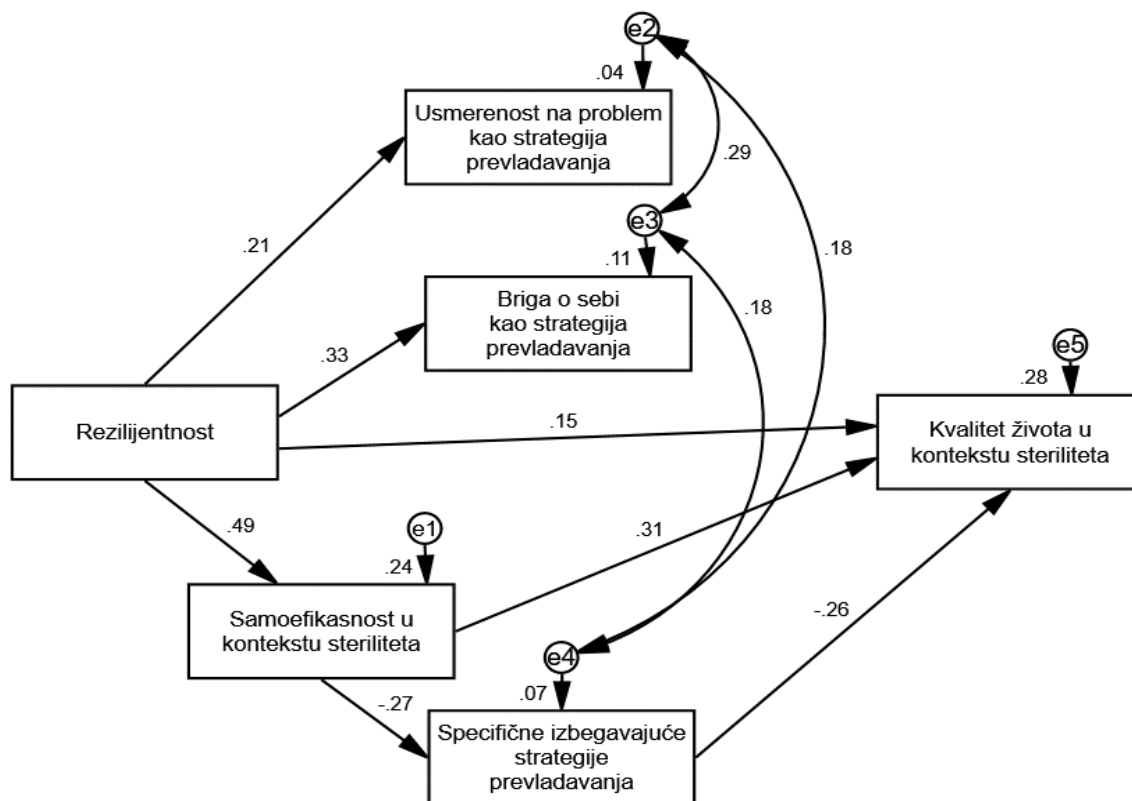 e2
.04
Usmerenost na problem
kao strategija
prevladavanja
.29
e3
.21
.11
.18
Briga o sebi
kao strategija
prevladavanja
.18
.33
e5
.28
Rezilijentnost
.15
Kvalitet života u
kontekstu steriliteta
.49
e1
.31
.24
Samoefikasnost u
kontekstu steriliteta
-.26
e4
-.27
.07
Specifične izbegavajuće
strategije
prevladavanja